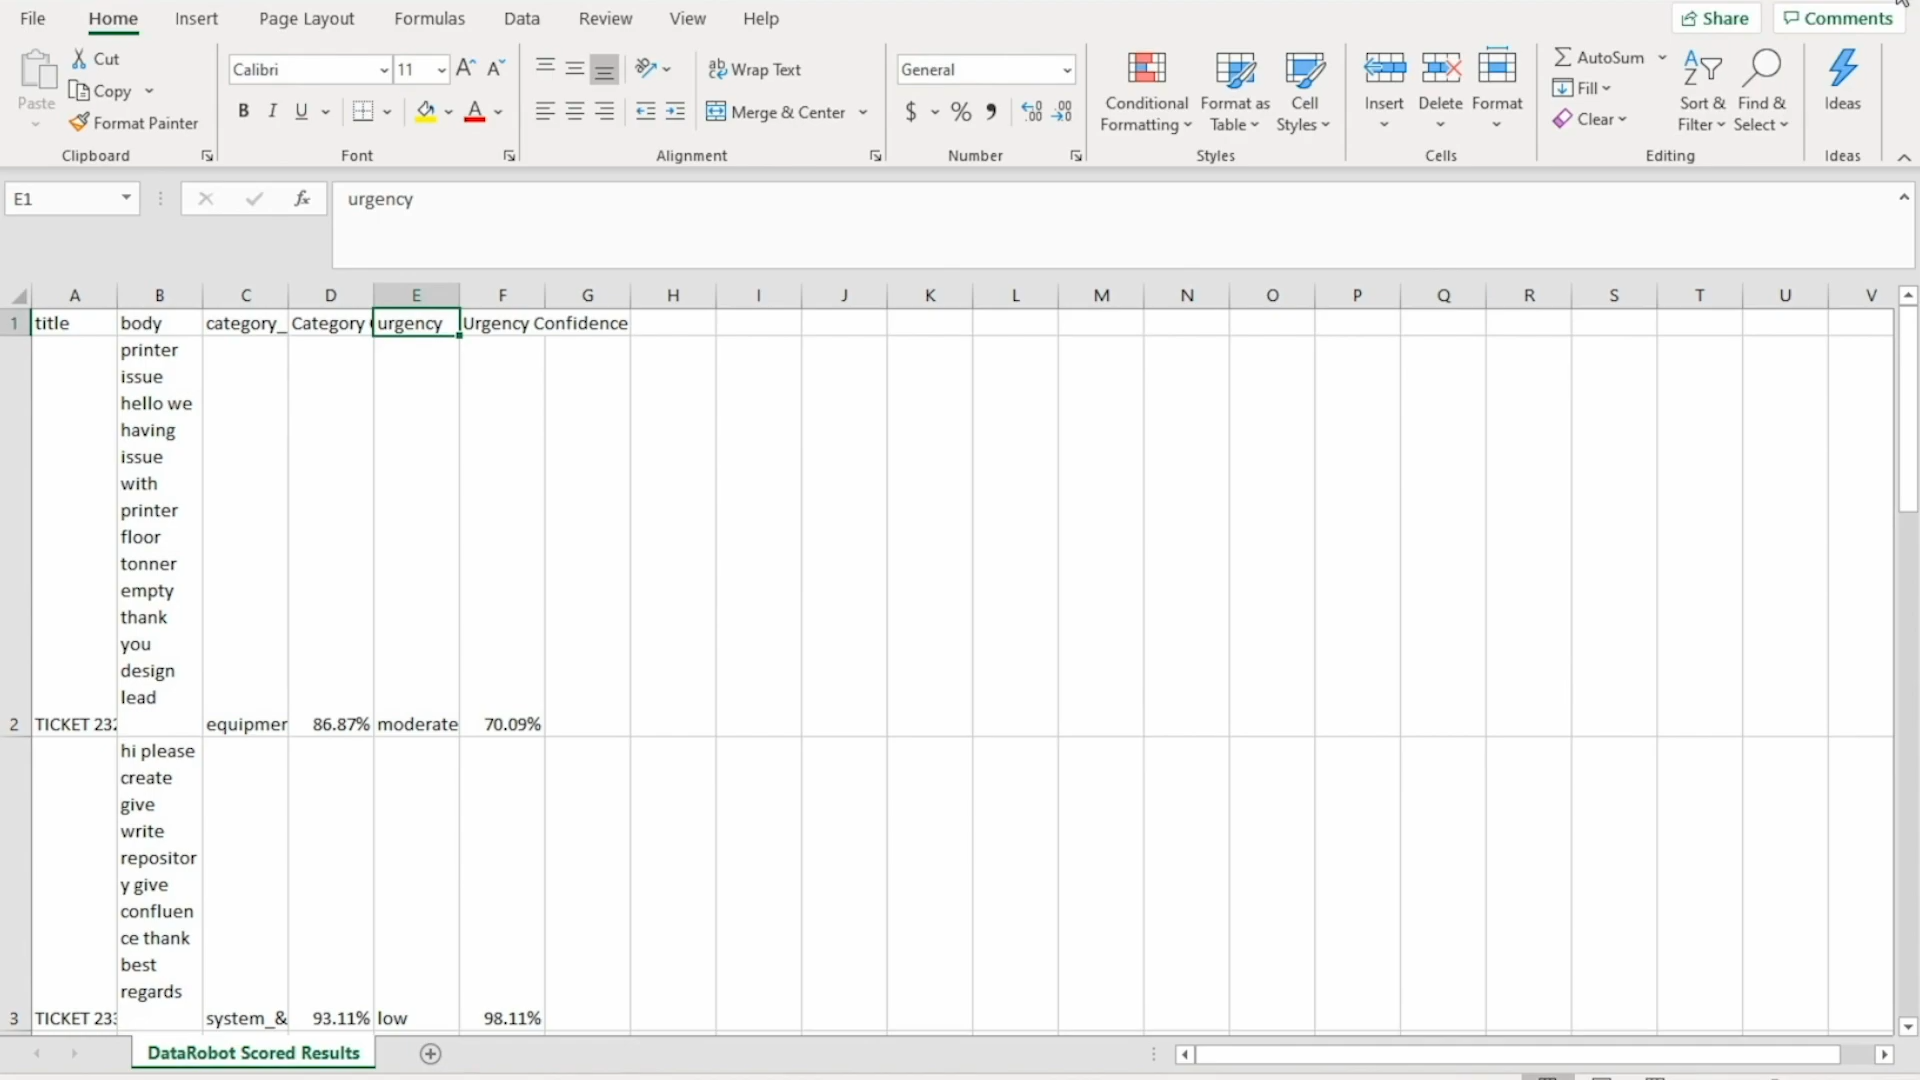 File Home Insert Page Layout Formulas Data Review View Help Share Comments
Paste
Cut
Copy
Format Painter
Clipboard
Calibri 11
B I U
Font
Wrap Text
Merge & Center
Alignment
General
$ % 9
Number
Conditional Formatting
Format as Table
Cell Styles
Styles
Insert Delete Format
Cells
AutoSum
Fill
Clear
Sort & Filter
Find & Select
Editing
Ideas
Ideas
E1 fx urgency
A B C D E F G H I J K L M N O P Q R S T U V
1 title body category_ Category urgency Urgency Confidence
printer
issue
hello we
having
issue
with
printer
floor
tonner
empty
thank
you
design
lead
2 TICKET 232 equipmer 86.87% moderate 70.09%
hi please
create
give
write
repositor
y give
confluen
ce thank
best
regards
3 TICKET 233 system_& 93.11% low 98.11%
DataRobot Scored Results